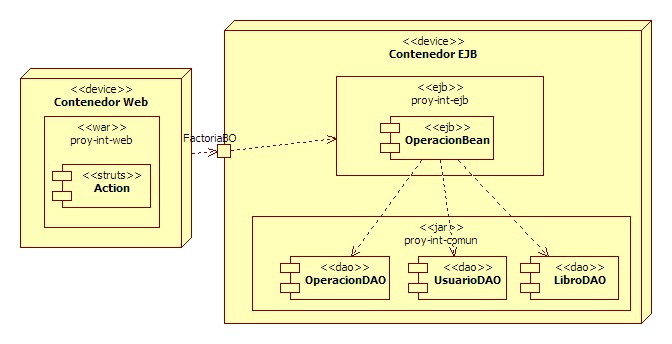 <<device>>
Contenedor Web
<<war>>
proy-int-web
<<struts>>
Action
FactoriaBO
<<device>>
Contenedor EJB
<<ejb>>
proy-int-ejb
<<ejb>>
OperacionBean
<<jar>>
proy-int-comun
<<dao>>
OperacionDAO
<<dao>>
UsuarioDAO
<<dao>>
LibroDAO